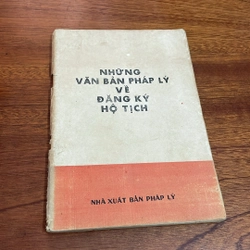 NHỮNG
VĂN BẢN PHÁP LÝ
VỀ
ĐĂNG KÝ
HỘ TỊCH
NHÀ XUẤT BẢN PHÁP LÝ